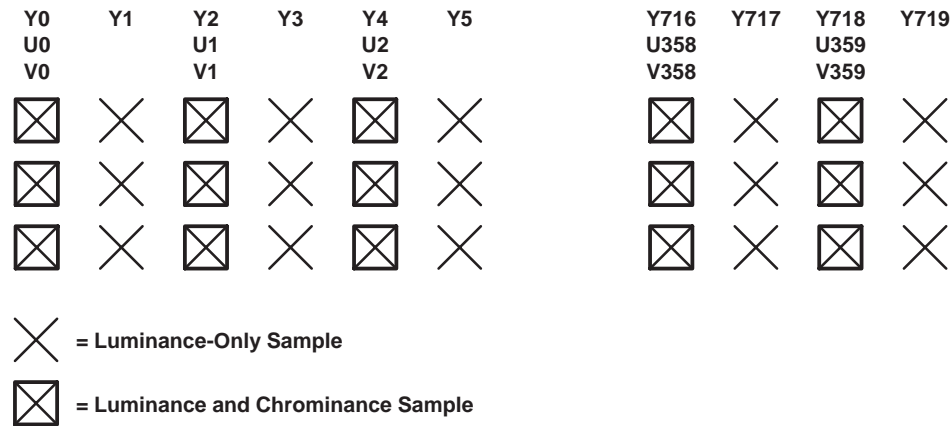 Y0 Y1 Y2 Y3 Y4 Y5 Y716 Y717 Y718 Y719
U0 U1 U2 U358 U359
V0 V1 V2 V358 V359
= Luminance-Only Sample
= Luminance and Chrominance Sample